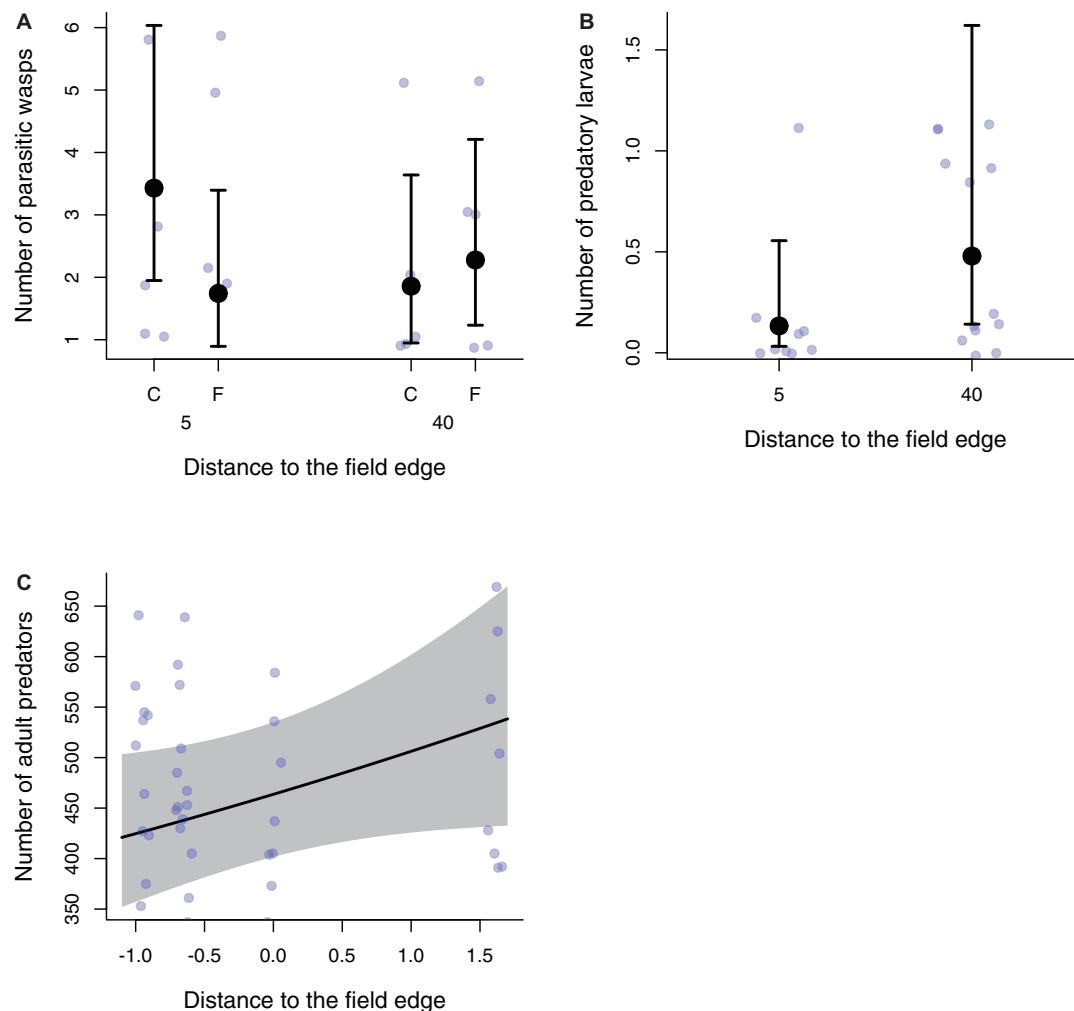 A
Number of parasitic wasps
6
5
4
3
2
1
C F C F
5 40
Distance to the field edge
B
Number of predatory larvae
1.5
1.0
0.5
0.0
5 40
Distance to the field edge
C
Number of adult predators
650
600
550
500
450
400
350
-1.0 -0.5 0.0 0.5 1.0 1.5
Distance to the field edge